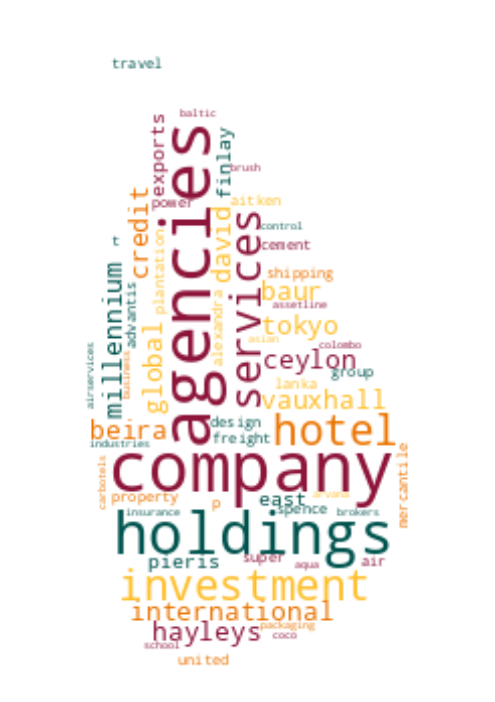 travel
baltic
exports
agencies
finlay
brush
power
aitken
credit
david
services
control
r
cement
plantation
millennium
advantis
shipping
baur
alexandra
assetline
global
tokyo
asian
colombo
airservices
business
ceylon
group
lanka
vauxhall
beira
design
hotel
industries
freight
company
carbotels
mercantile
property
p
east
arvana
insurance
spence
brokers
holdings
pieris
super
aqua
air
investment
international
hayleys
packaging
coco
school
united